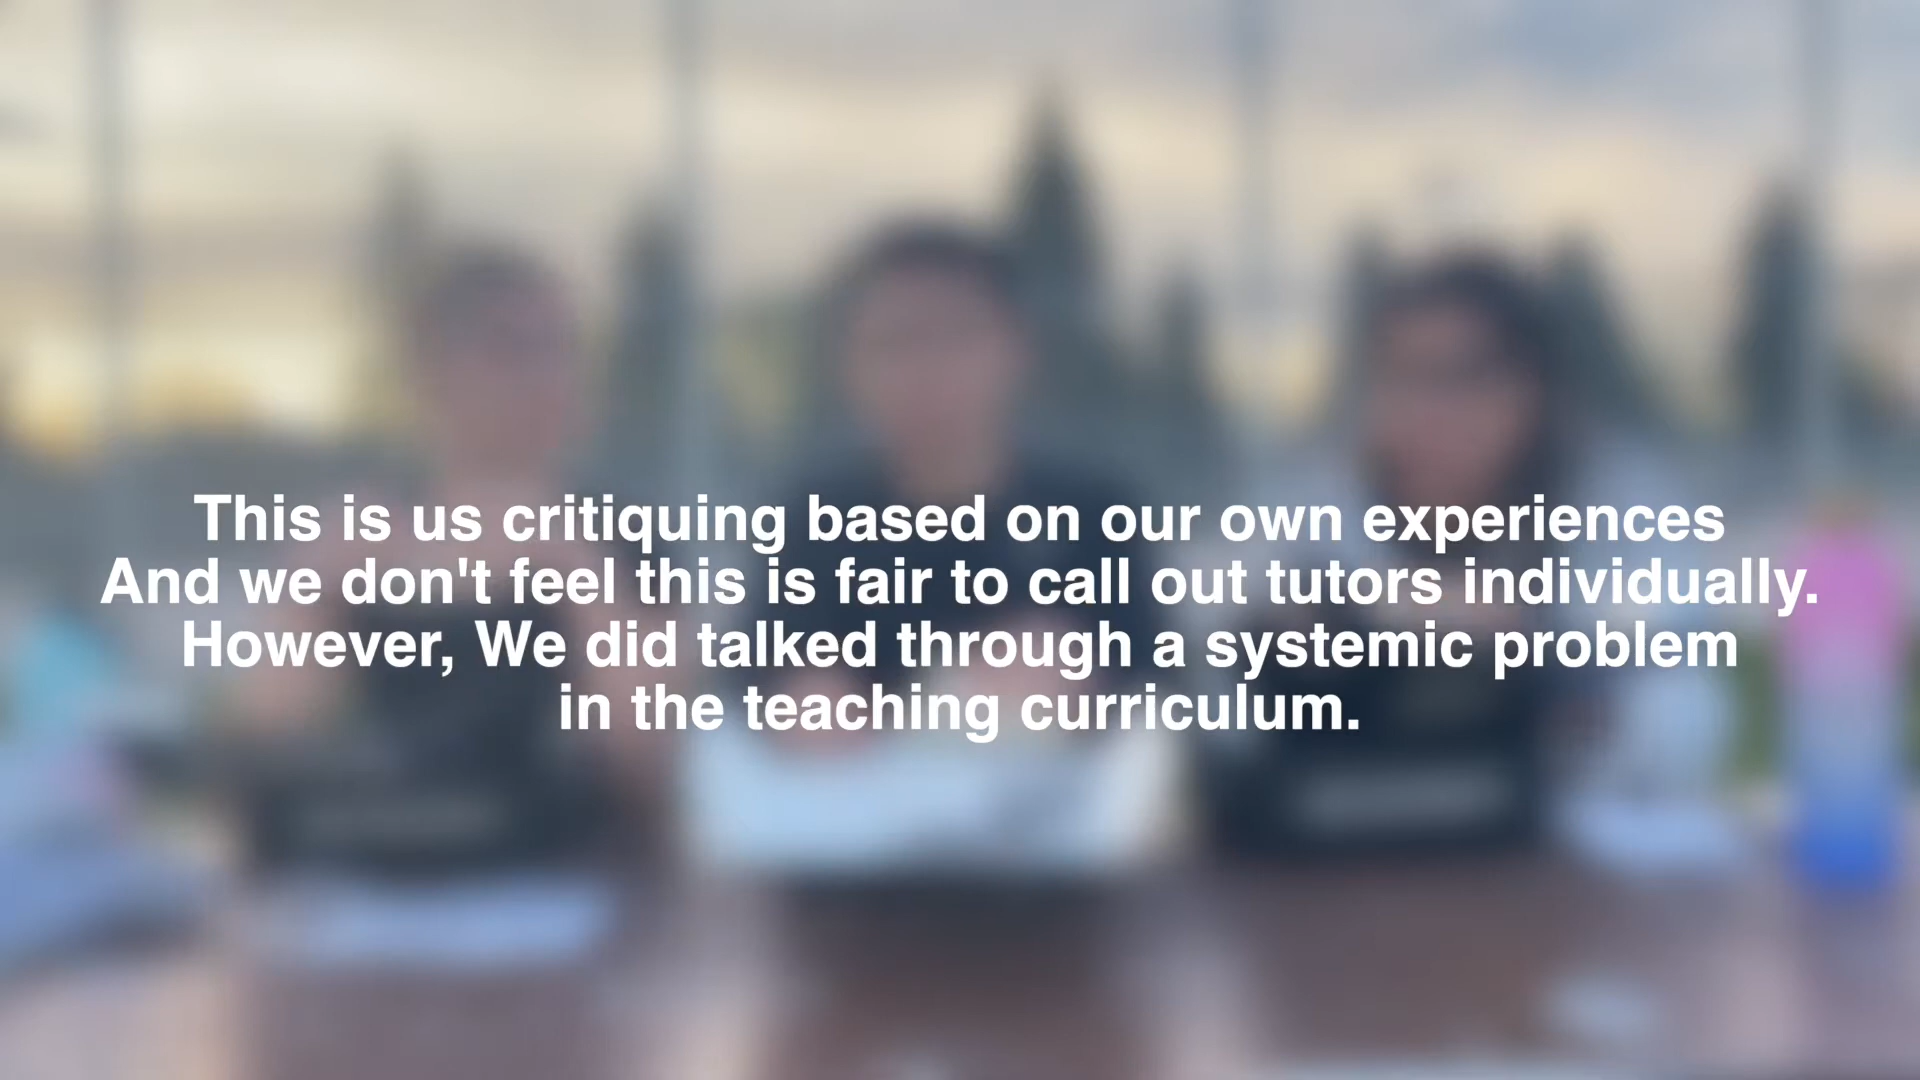 This is us critiquing based on our own experiences
And we don't feel this is fair to call out tutors individually.
However, We did talked through a systemic problem
in the teaching curriculum.